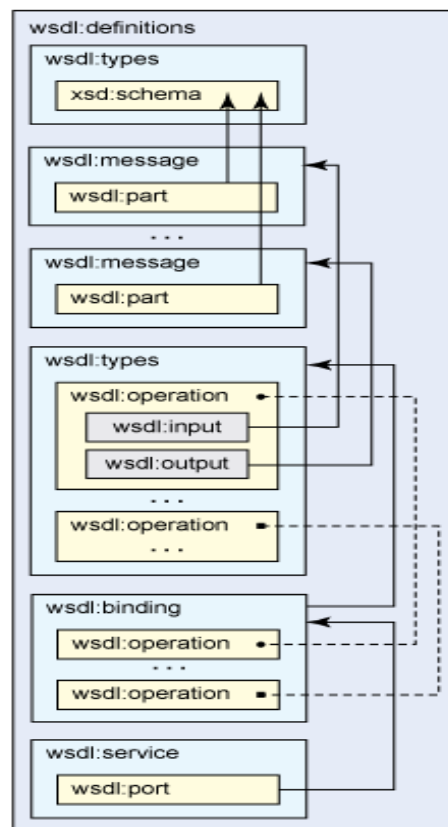 wsdl:definitions
wsdl:types
xsd:schema
wsdl:message
wsdl:part
...
wsdl:message
wsdl:part
wsdl:types
wsdl:operation
wsdl:input
wsdl:output
...
wsdl:operation
...
wsdl:binding
wsdl:operation
...
wsdl:operation
wsdl:service
wsdl:port